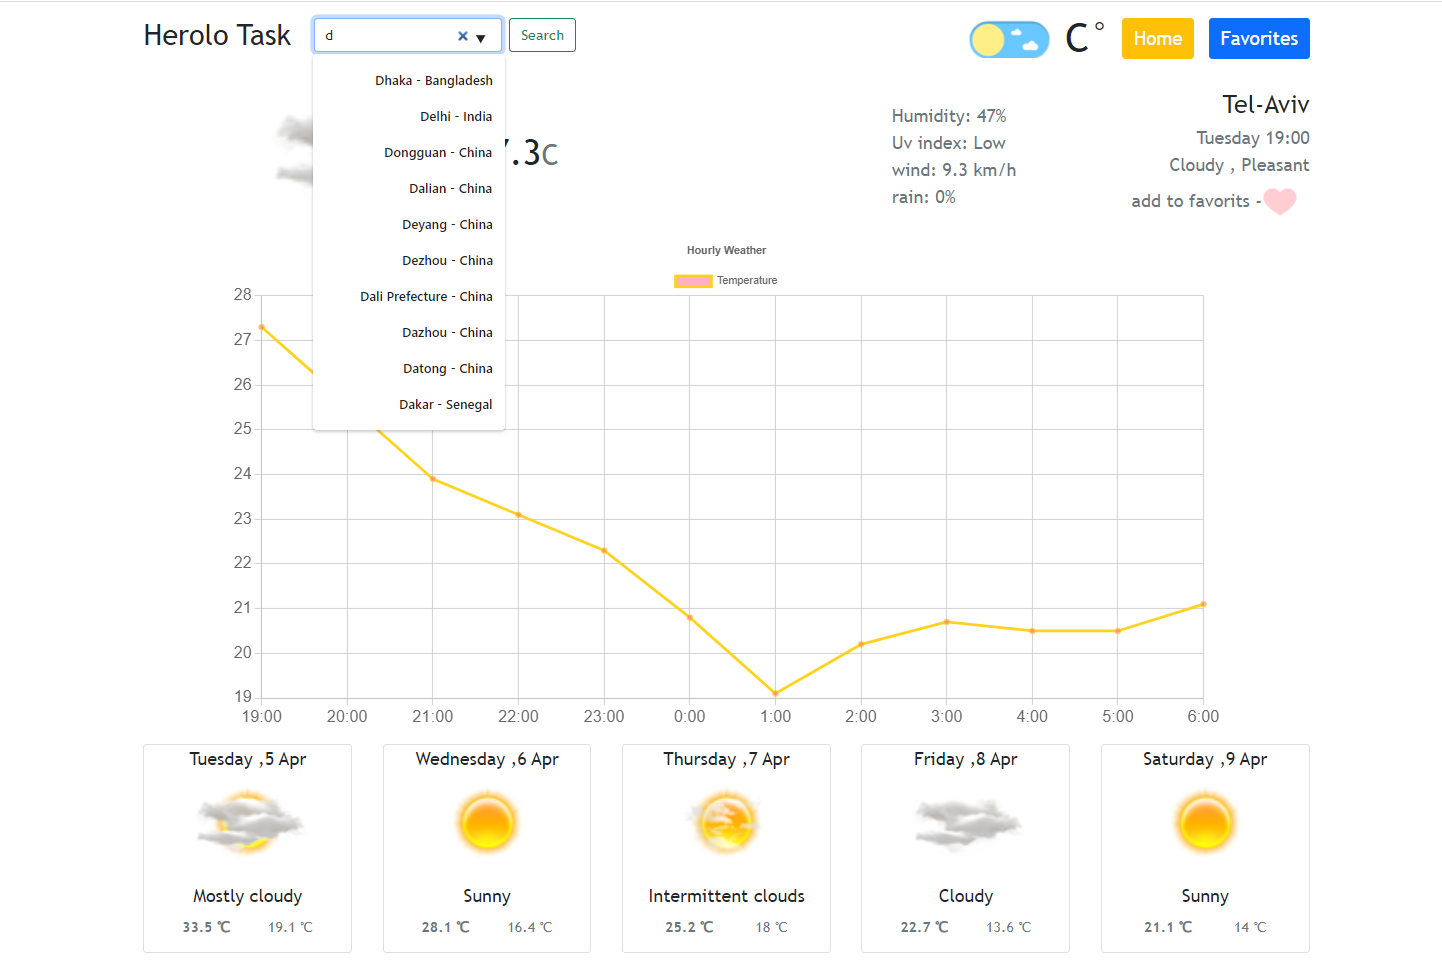 Herolo Task
d
Search
C°
Home
Favorites
Dhaka - Bangladesh
Delhi - India
Dongguan - China
Dalian - China
Deyang - China
Dezhou - China
Dali Prefecture - China
Dazhou - China
Datong - China
Dakar - Senegal
.3C
Humidity: 47%
Uv index: Low
wind: 9.3 km/h
rain: 0%
Tel-Aviv
Tuesday 19:00
Cloudy , Pleasant
add to favorits -
Hourly Weather
Temperature
28
27
26
25
24
23
22
21
20
19
19:00 20:00 21:00 22:00 23:00 0:00 1:00 2:00 3:00 4:00 5:00 6:00
Tuesday ,5 Apr
Mostly cloudy
33.5 °C 19.1 °C
Wednesday ,6 Apr
Sunny
28.1 °C 16.4 °C
Thursday ,7 Apr
Intermittent clouds
25.2 °C 18 °C
Friday ,8 Apr
Cloudy
22.7 °C 13.6 °C
Saturday ,9 Apr
Sunny
21.1 °C 14 °C